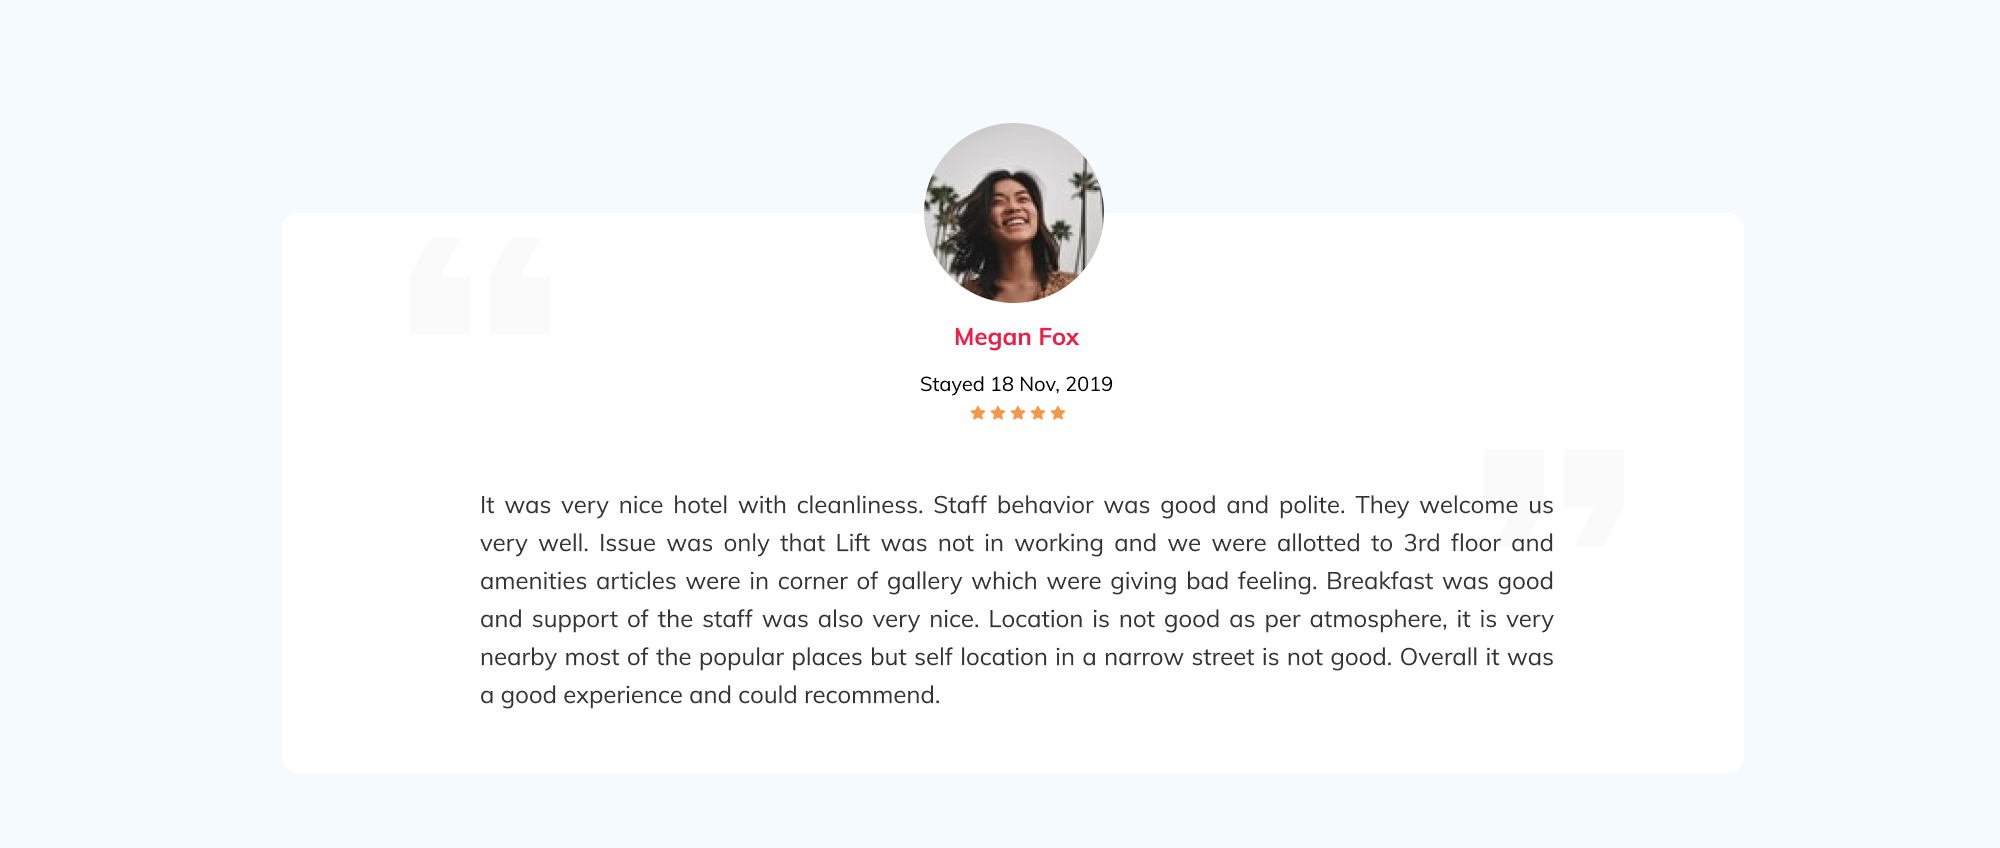 Megan Fox
Stayed 18 Nov, 2019
It was very nice hotel with cleanliness. Staff behavior was good and polite. They welcome us
very well. Issue was only that Lift was not in working and we were allotted to 3rd floor and
amenities articles were in corner of gallery which were giving bad feeling. Breakfast was good
and support of the staff was also very nice. Location is not good as per atmosphere, it is very
nearby most of the popular places but self location in a narrow street is not good. Overall it was
a good experience and could recommend.